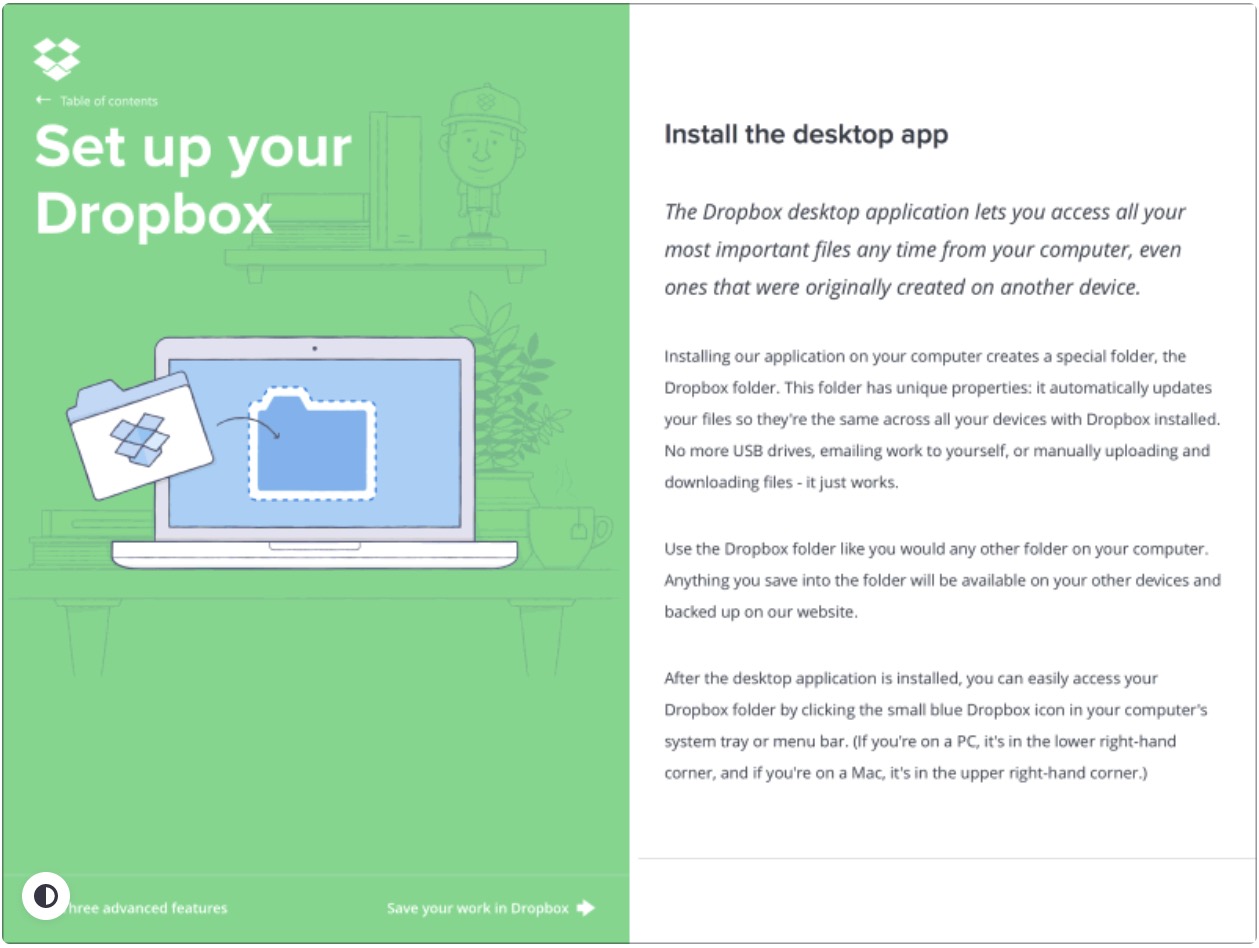 Table of contents
Set up your
Dropbox
Install the desktop app
The Dropbox desktop application lets you access all your
most important files any time from your computer, even
ones that were originally created on another device.
Installing our application on your computer creates a special folder, the
Dropbox folder. This folder has unique properties: it automatically updates
your files so they're the same across all your devices with Dropbox installed.
No more USB drives, emailing work to yourself, or manually uploading and
downloading files - it just works.
Use the Dropbox folder like you would any other folder on your computer.
Anything you save into the folder will be available on your other devices and
backed up on our website.
After the desktop application is installed, you can easily access your
Dropbox folder by clicking the small blue Dropbox icon in your computer's
system tray or menu bar. (If you're on a PC, it's in the lower right-hand
corner, and if you're on a Mac, it's in the upper right-hand corner.)
hree advanced features
Save your work in Dropbox